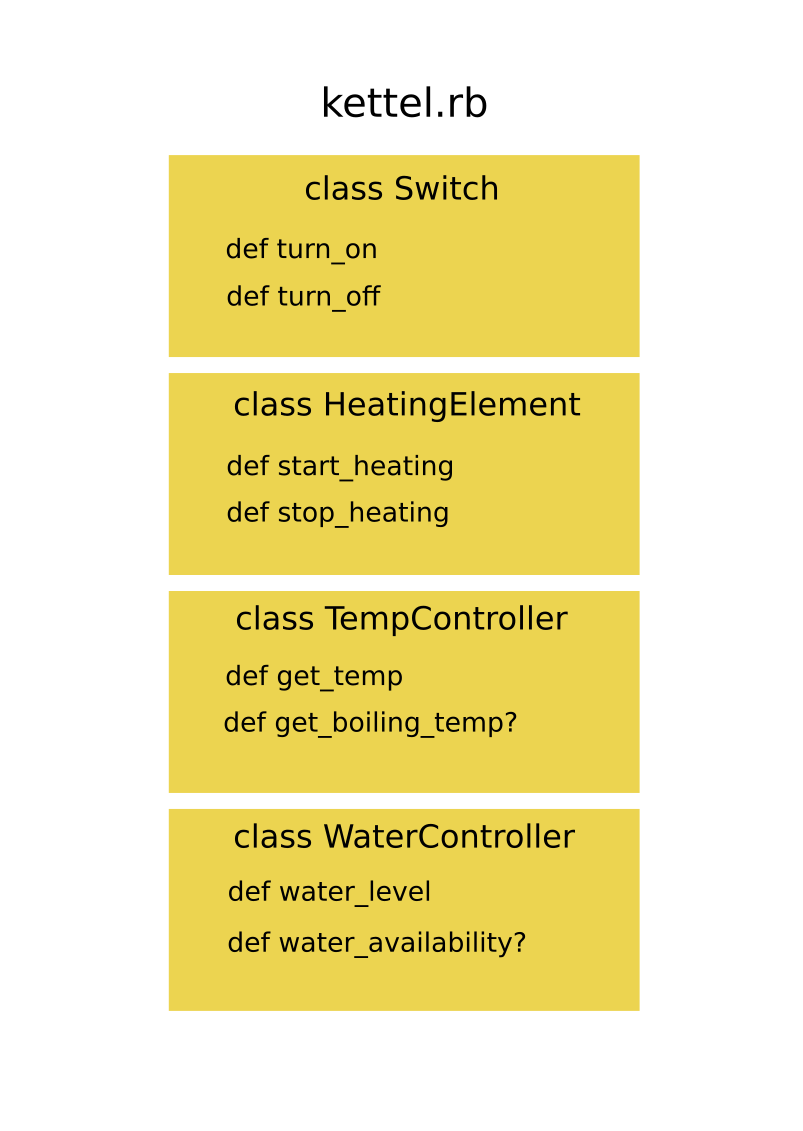 kettel.rb
class Switch
def turn_on
def turn_off
class HeatingElement
def start_heating
def stop_heating
class TempController
def get_temp
def get_boiling_temp?
class WaterController
def water_level
def water_availability?